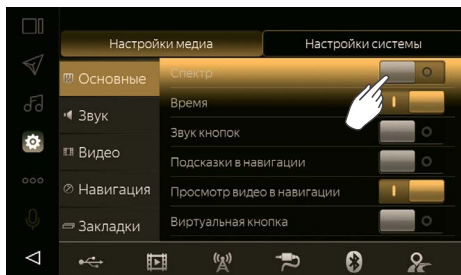 Настройки медиа
Настройки системы
Основные
Спектр
Звук
Время
Видео
Звук кнопок
Навигация
Подсказки в навигации
Закладки
Просмотр видео в навигации
Виртуальная кнопка